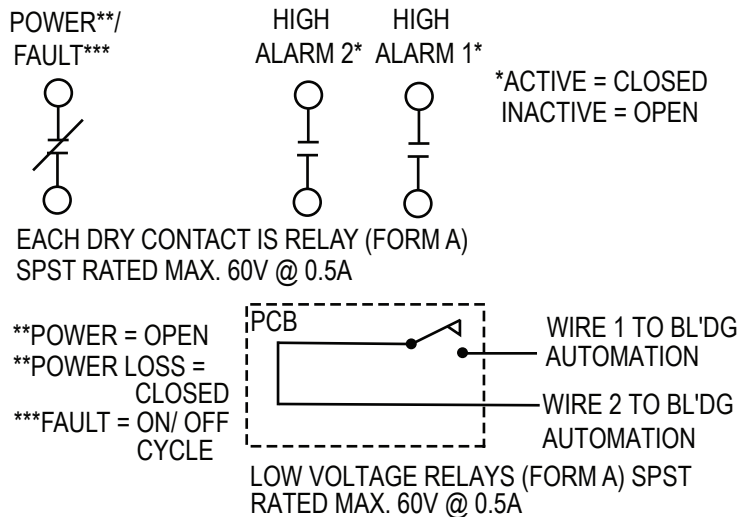 POWER**/
FAULT***
HIGH
ALARM 2*
HIGH
ALARM 1*
*ACTIVE = CLOSED
INACTIVE = OPEN
EACH DRY CONTACT IS RELAY (FORM A)
SPST RATED MAX. 60V @ 0.5A
**POWER = OPEN
**POWER LOSS =
CLOSED
***FAULT = ON/ OFF
CYCLE
PCB
WIRE 1 TO BL'DG
AUTOMATION
WIRE 2 TO BL'DG
AUTOMATION
LOW VOLTAGE RELAYS (FORM A) SPST
RATED MAX. 60V @ 0.5A